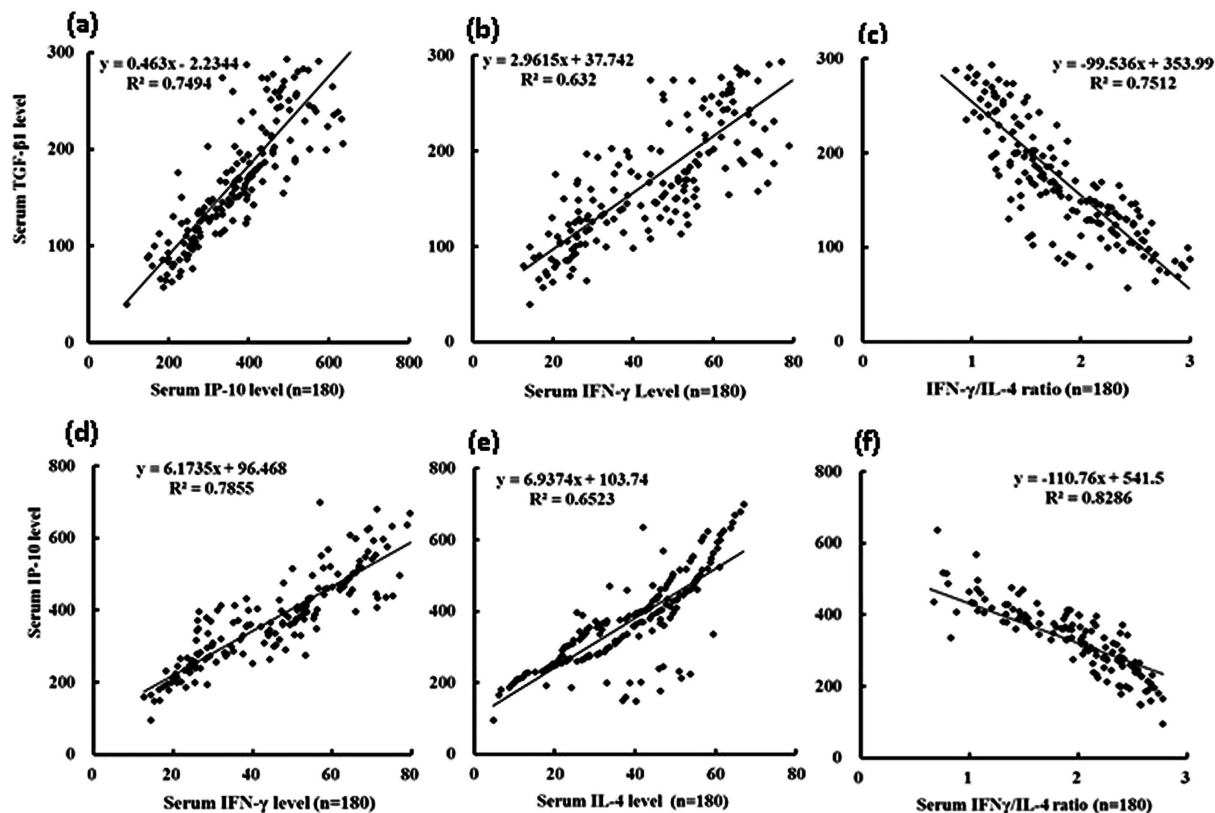 (a)
y = 0.463x - 2.2344
R² = 0.7494
300
200
100
0
0 200 400 600 800
Serum TGF-β1 level
Serum IP-10 level (n=180)
(b)
y = 2.9615x + 37.742
R² = 0.632
300
200
100
0
0 20 40 60 80
Serum IFN-γ Level (n=180)
(c)
y = -99.536x + 353.99
R² = 0.7512
300
200
100
0
0 1 2 3
IFN-γ/IL-4 ratio (n=180)
(d)
y = 6.1735x + 96.468
R² = 0.7855
800
600
400
200
0
0 20 40 60 80
Serum IP-10 level
Serum IFN-γ level (n=180)
(e)
y = 6.9374x + 103.74
R² = 0.6523
800
600
400
200
0
0 20 40 60 80
Serum IL-4 level (n=180)
(f)
y = -110.76x + 541.5
R² = 0.8286
800
600
400
200
0
0 1 2 3
Serum IFNγ/IL-4 ratio (n=180)